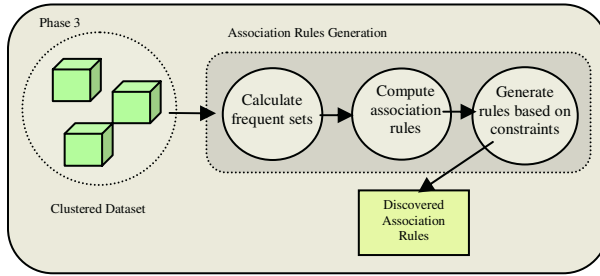 Phase 3
Association Rules Generation
Calculate
frequent sets
Compute
association
rules
Generate
rules based on
constraints
Clustered Dataset
Discovered
Association
Rules